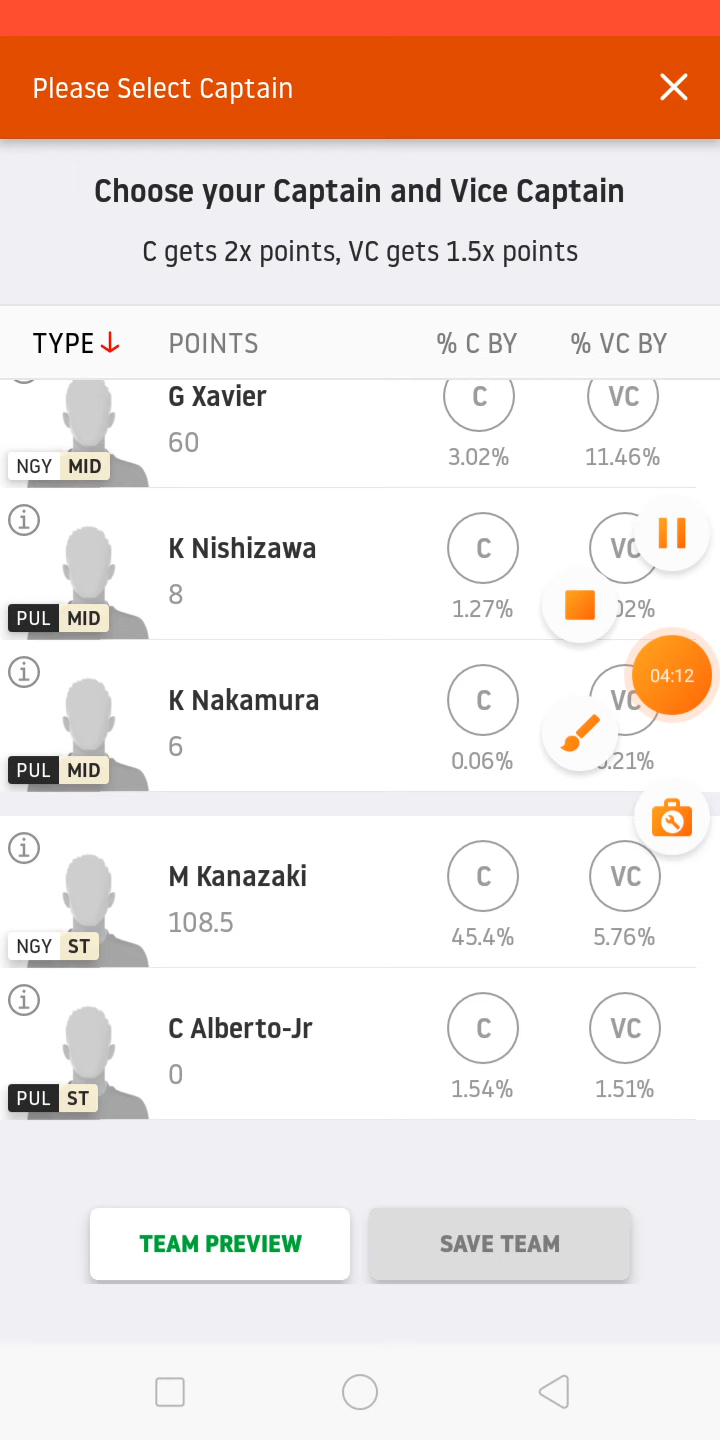 Please Select Captain
Choose your Captain and Vice Captain
C gets 2x points, VC gets 1.5x points
TYPE POINTS % C BY % VC BY
G Xavier C VC
60
NGY MID 3.02% 11.46%
K Nishizawa C VC
8
PUL MID 1.27%
K Nakamura C VC 04:12
6
PUL MID 0.06%
M Kanazaki C VC
108.5
NGY ST 45.4% 5.76%
C Alberto-Jr C VC
0
PUL ST 1.54% 1.51%
TEAM PREVIEW SAVE TEAM